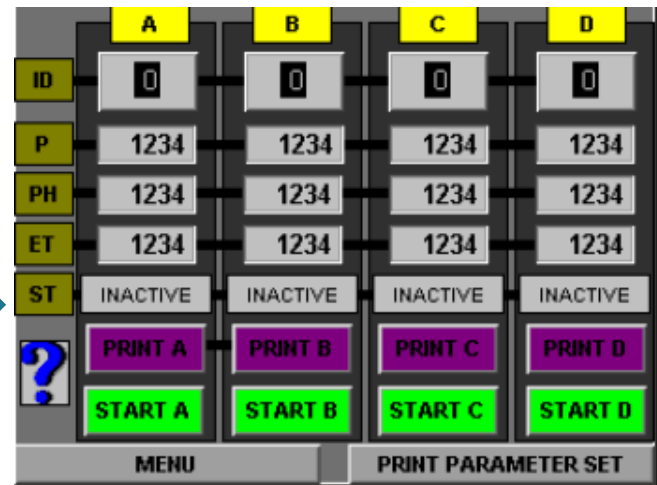 A B C D
ID 0 0 0 0
P 1234 1234 1234 1234
PH 1234 1234 1234 1234
ET 1234 1234 1234 1234
ST INACTIVE INACTIVE INACTIVE INACTIVE
? PRINT A PRINT B PRINT C PRINT D
START A START B START C START D
MENU PRINT PARAMETER SET